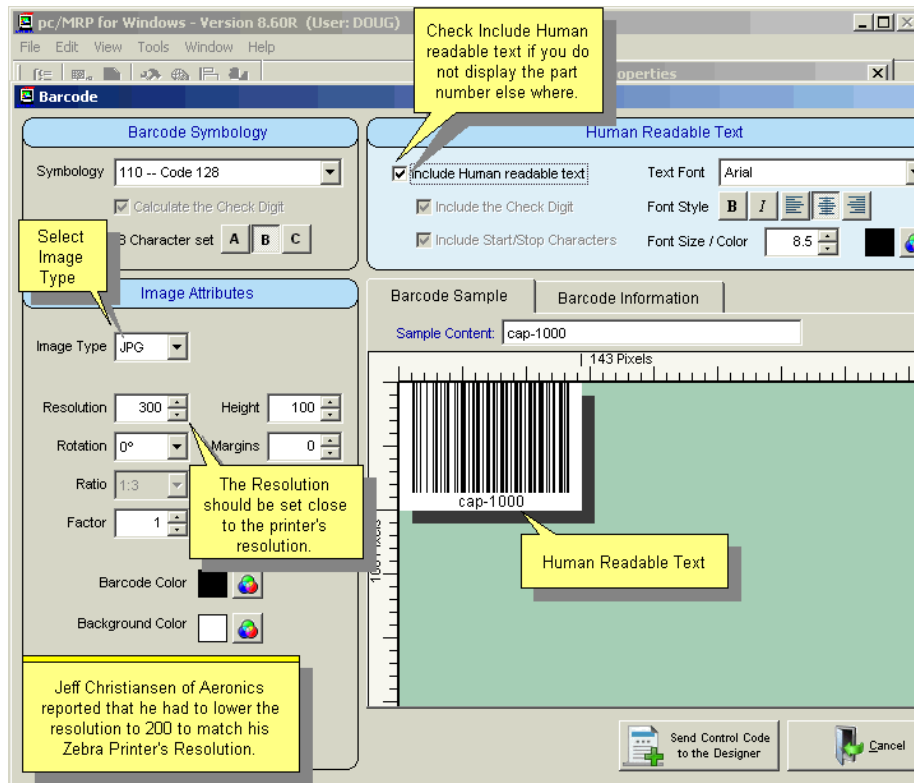 pc/MRP for Windows - Version 8.60R (User: DOUG)
File Edit View Tools Window Help
operties
Barcode
Check Include Human
readable text if you do
not display the part
number else where.
Barcode Symbology
Symbology 110 -- Code 128
Calculate the Check Digit
Character set A B C
Select
Image
Type
Human Readable Text
Include Human readable text
Include the Check Digit
Include Start/Stop Characters
Text Font Arial
Font Style B I
Font Size / Color 8.5
Image Attributes
Image Type JPG
Resolution 300 Height 100
Rotation 0° Margins 0
Ratio 1:3
Factor 1
The Resolution
should be set close
to the printer's
resolution.
Barcode Color
Background Color
Jeff Christiansen of Aeronics
reported that he had to lower the
resolution to 200 to match his
Zebra Printer's Resolution.
Barcode Sample Barcode Information
Sample Content: cap-1000
143 Pixels
cap-1000
Human Readable Text
Send Control Code
to the Designer
Cancel